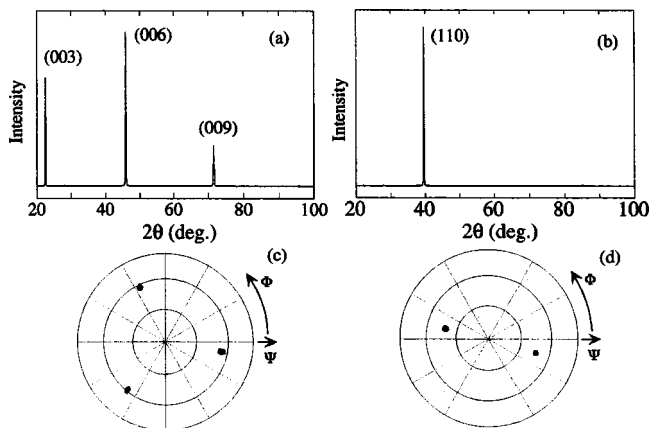 (003)
(006)
(a)
(009)
Intensity
20 40 60 80 100
2θ (deg.)
(110)
(b)
Intensity
20 40 60 80 100
2θ (deg.)
(c)
Φ
Ψ
(d)
Φ
Ψ